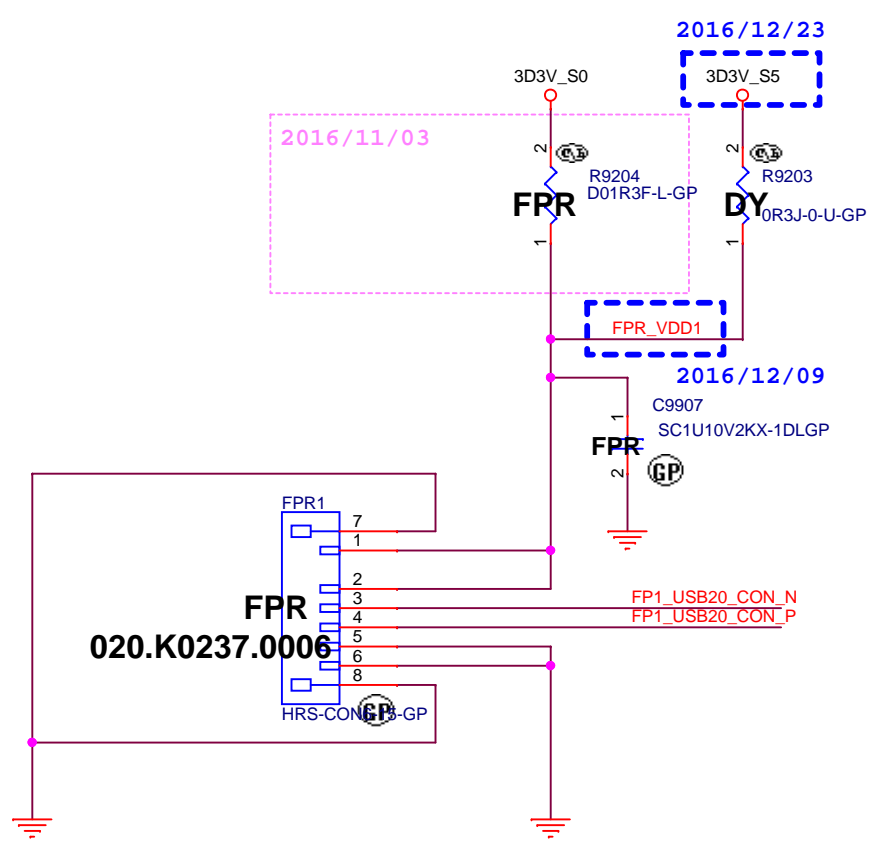 2016/12/23
3D3V_S0
3D3V_S5
2016/11/03
2
2
R9204
D01R3F-L-GP
FPR
R9203
DY
0R3J-0-U-GP
1
1
FPR_VDD1
2016/12/09
C9907
1
SC1U10V2KX-1DLGP
FPR
2
GP
FPR1
7
1
2
3
4
5
6
8
FPR
020.K0237.0006
FP1_USB20_CON_N
FP1_USB20_CON_P
GP